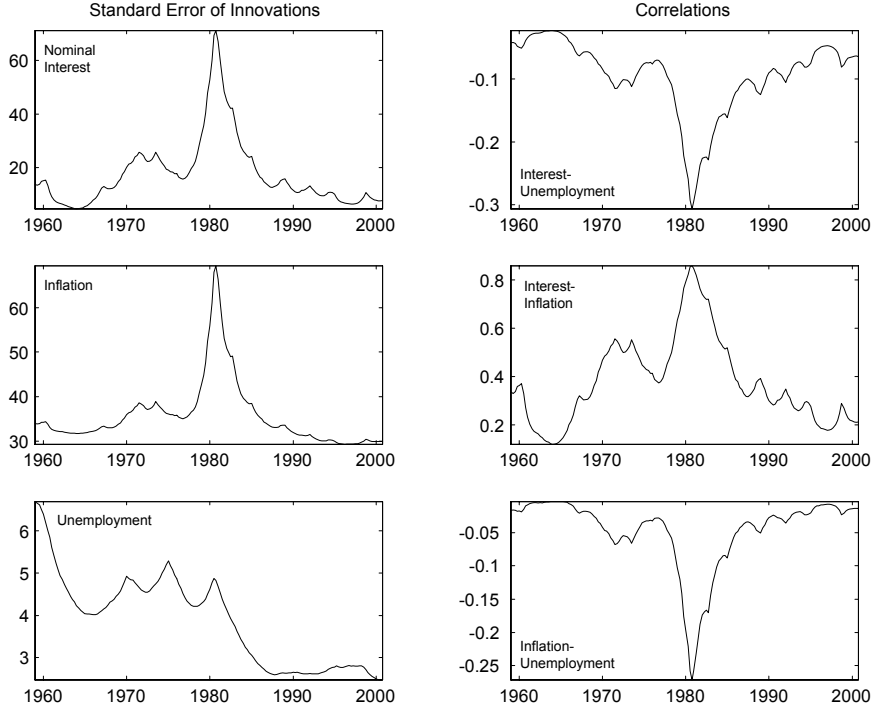 Standard Error of Innovations
Nominal
Interest
60
40
20
1960 1970 1980 1990 2000
Correlations
-0.1
-0.2
-0.3
Interest-
Unemployment
1960 1970 1980 1990 2000
Inflation
60
50
40
30
1960 1970 1980 1990 2000
Interest-
Inflation
0.8
0.6
0.4
0.2
1960 1970 1980 1990 2000
Unemployment
6
5
4
3
1960 1970 1980 1990 2000
-0.05
-0.1
-0.15
-0.2
-0.25
Inflation-
Unemployment
1960 1970 1980 1990 2000